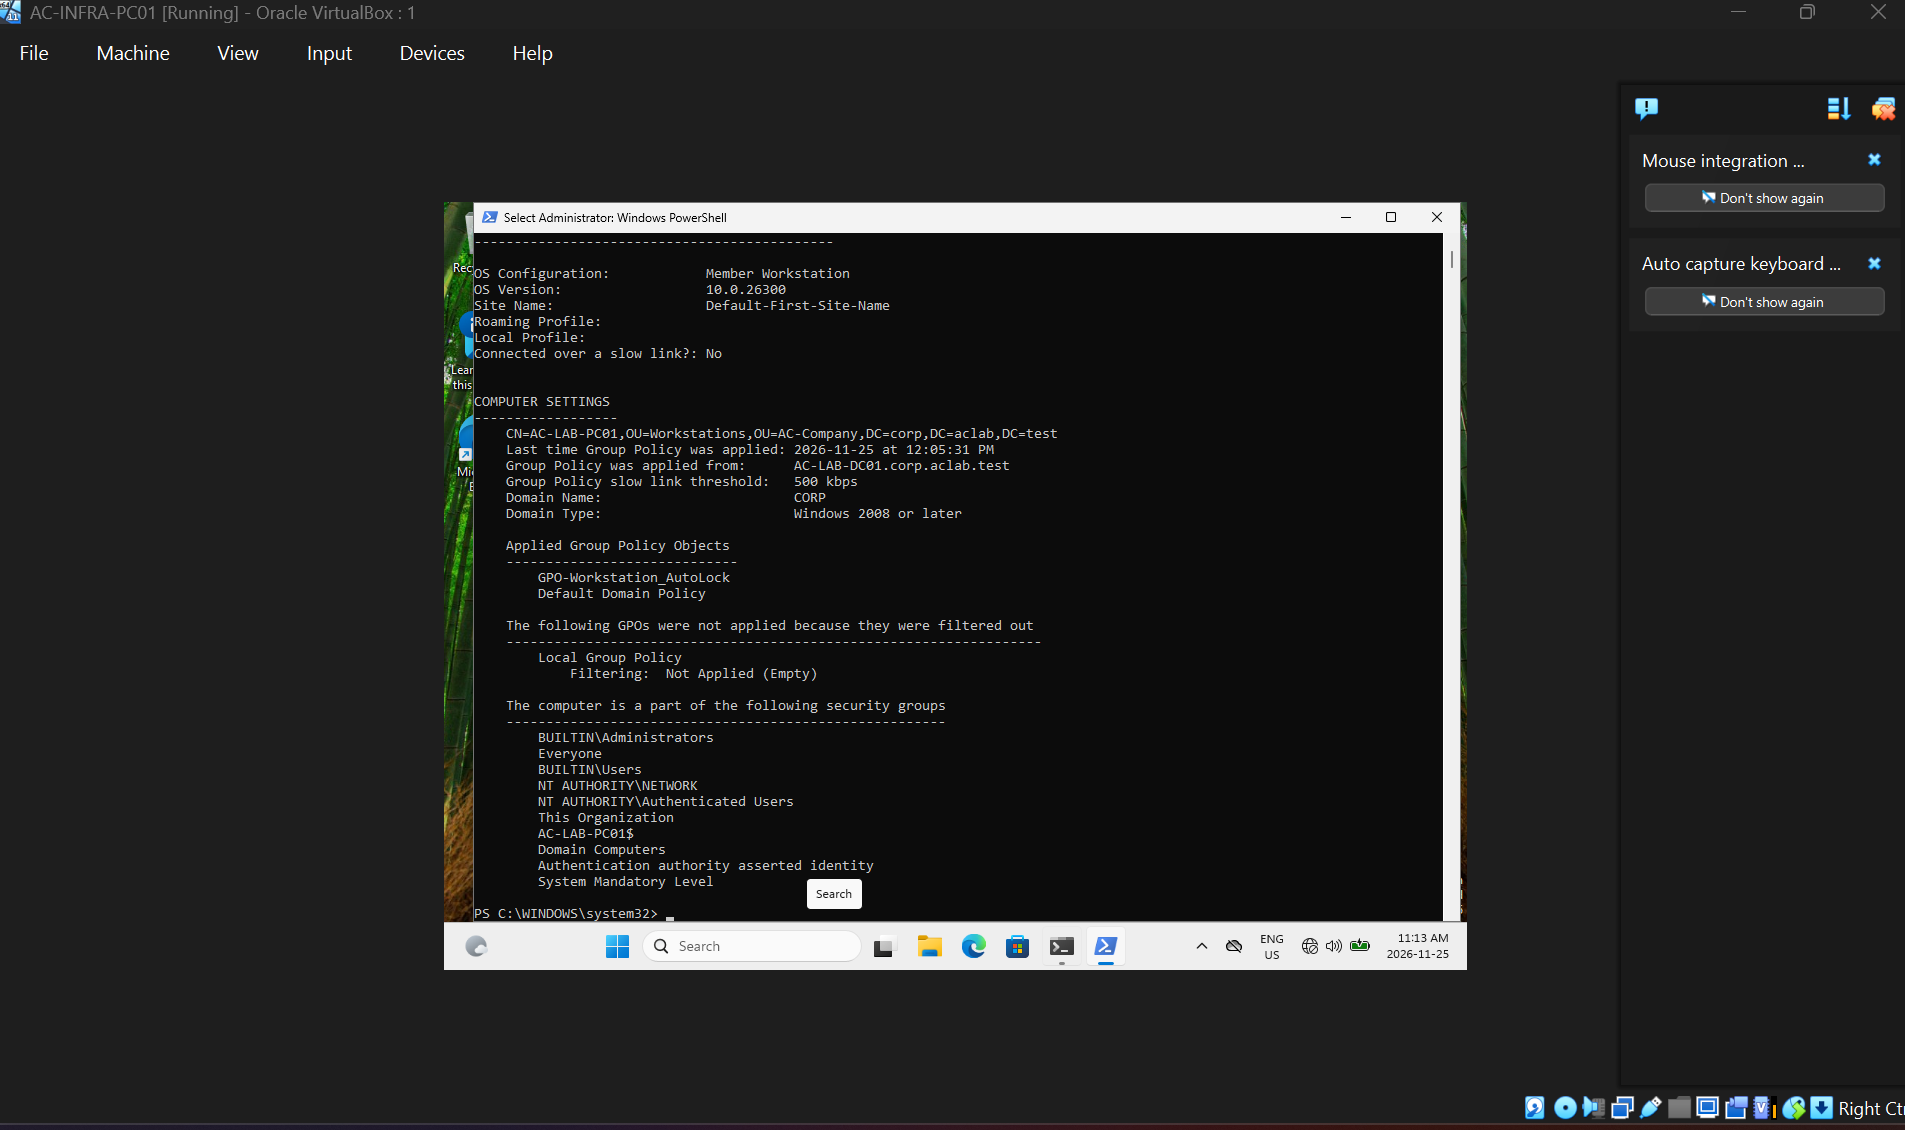 AC-INFRA-PC01 [Running] - Oracle VirtualBox : 1
File Machine View Input Devices Help
Mouse integration ...
Don't show again
Auto capture keyboard ...
Don't show again
Select Administrator: Windows PowerShell
---------------------------------------------
OS Configuration: Member Workstation
OS Version: 10.0.26300
Site Name: Default-First-Site-Name
Roaming Profile:
Local Profile:
Connected over a slow link?: No
COMPUTER SETTINGS
------------------
CN=AC-LAB-PC01,OU=Workstations,OU=AC-Company,DC=corp,DC=aclab,DC=test
Last time Group Policy was applied: 2026-11-25 at 12:05:31 PM
Group Policy was applied from: AC-LAB-DC01.corp.aclab.test
Group Policy slow link threshold: 500 kbps
Domain Name: CORP
Domain Type: Windows 2008 or later
Applied Group Policy Objects
-----------------------------
GPO-Workstation_AutoLock
Default Domain Policy
The following GPOs were not applied because they were filtered out
-------------------------------------------------------------------
Local Group Policy
Filtering: Not Applied (Empty)
The computer is a part of the following security groups
-------------------------------------------------------
BUILTIN\Administrators
Everyone
BUILTIN\Users
NT AUTHORITY\NETWORK
NT AUTHORITY\Authenticated Users
This Organization
AC-LAB-PC01$
Domain Computers
Authentication authority asserted identity
System Mandatory Level
PS C:\WINDOWS\system32>
Search
Rec
Lear
this
Mi
E
Search
ENG
US
11:13 AM
2026-11-25
Right Ct